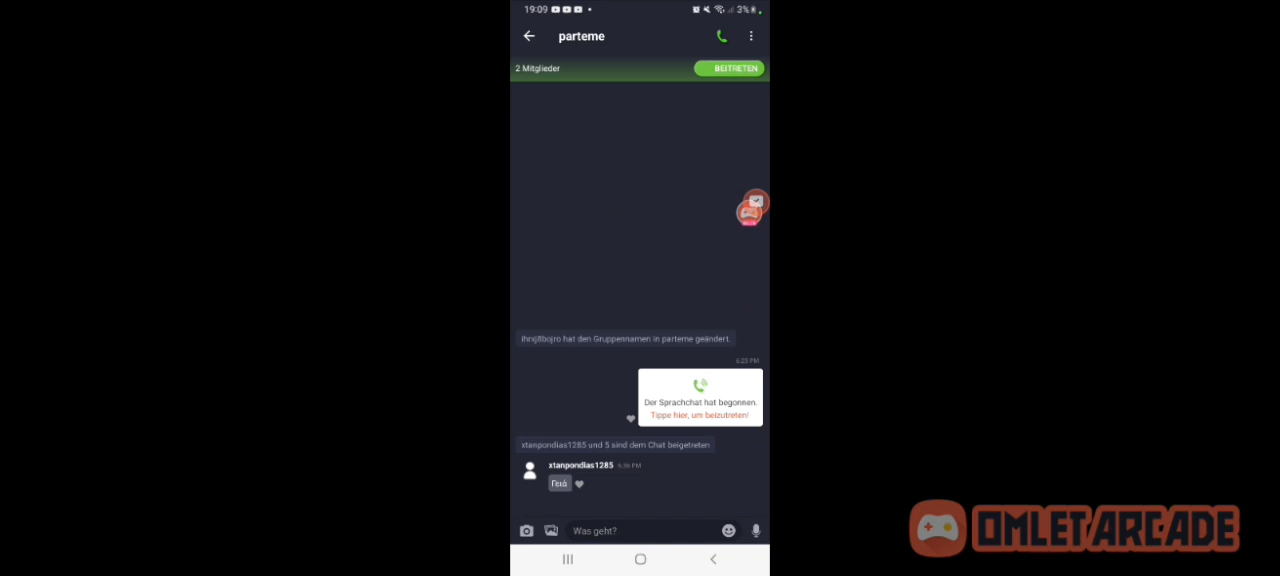 19:09
3%
parteme
2 Mitglieder
BEITRETEN
ihrxj8bojro hat den Gruppennamen in parteme geändert.
6:23 PM
Der Sprachchat hat begonnen.
Tippe hier, um beizutreten!
xtanpondias1285 und 5 sind dem Chat beigetreten
xtanpondias1285 6:36 PM
Γειά
Was geht?
OMLET ARCADE